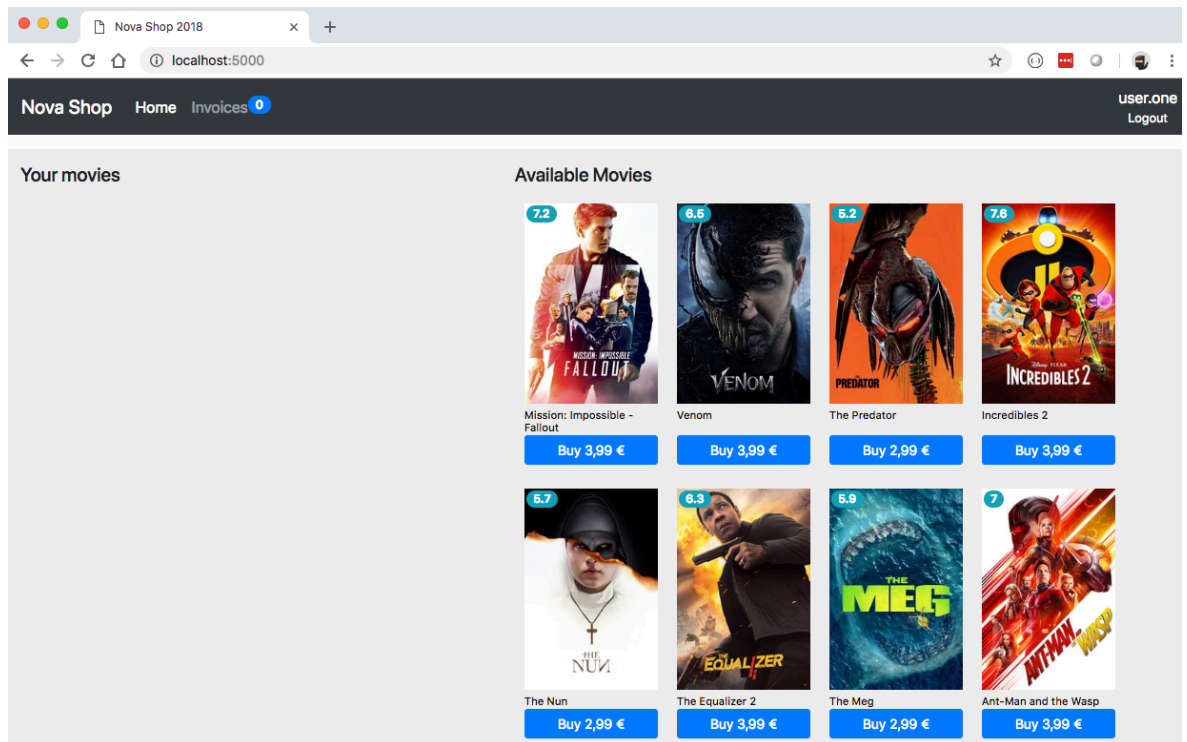 Nova Shop 2018
localhost:5000
Nova Shop Home Invoices 0
user.one
Logout
Your movies
Available Movies
7.2
MISSION: IMPOSSIBLE
FALLOUT
Mission: Impossible -
Fallout
Buy 3,99 €
6.5
VENOM
Venom
Buy 3,99 €
5.2
THE
PREDATOR
The Predator
Buy 2,99 €
7.6
Disney PIXAR
INCREDIBLES 2
Incredibles 2
Buy 3,99 €
5.7
THE
NUN
The Nun
Buy 2,99 €
6.3
THE
EQUALIZER
The Equalizer 2
Buy 3,99 €
5.9
THE
MEG
The Meg
Buy 2,99 €
7
ANT-MAN
WASP
Ant-Man and the Wasp
Buy 3,99 €